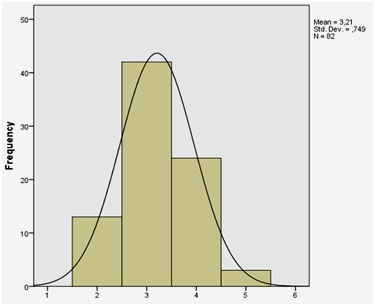 Mean = 3,21
Std. Dev. = ,749
N = 82
50
40
30
20
10
0
Frequency
1 2 3 4 5 6